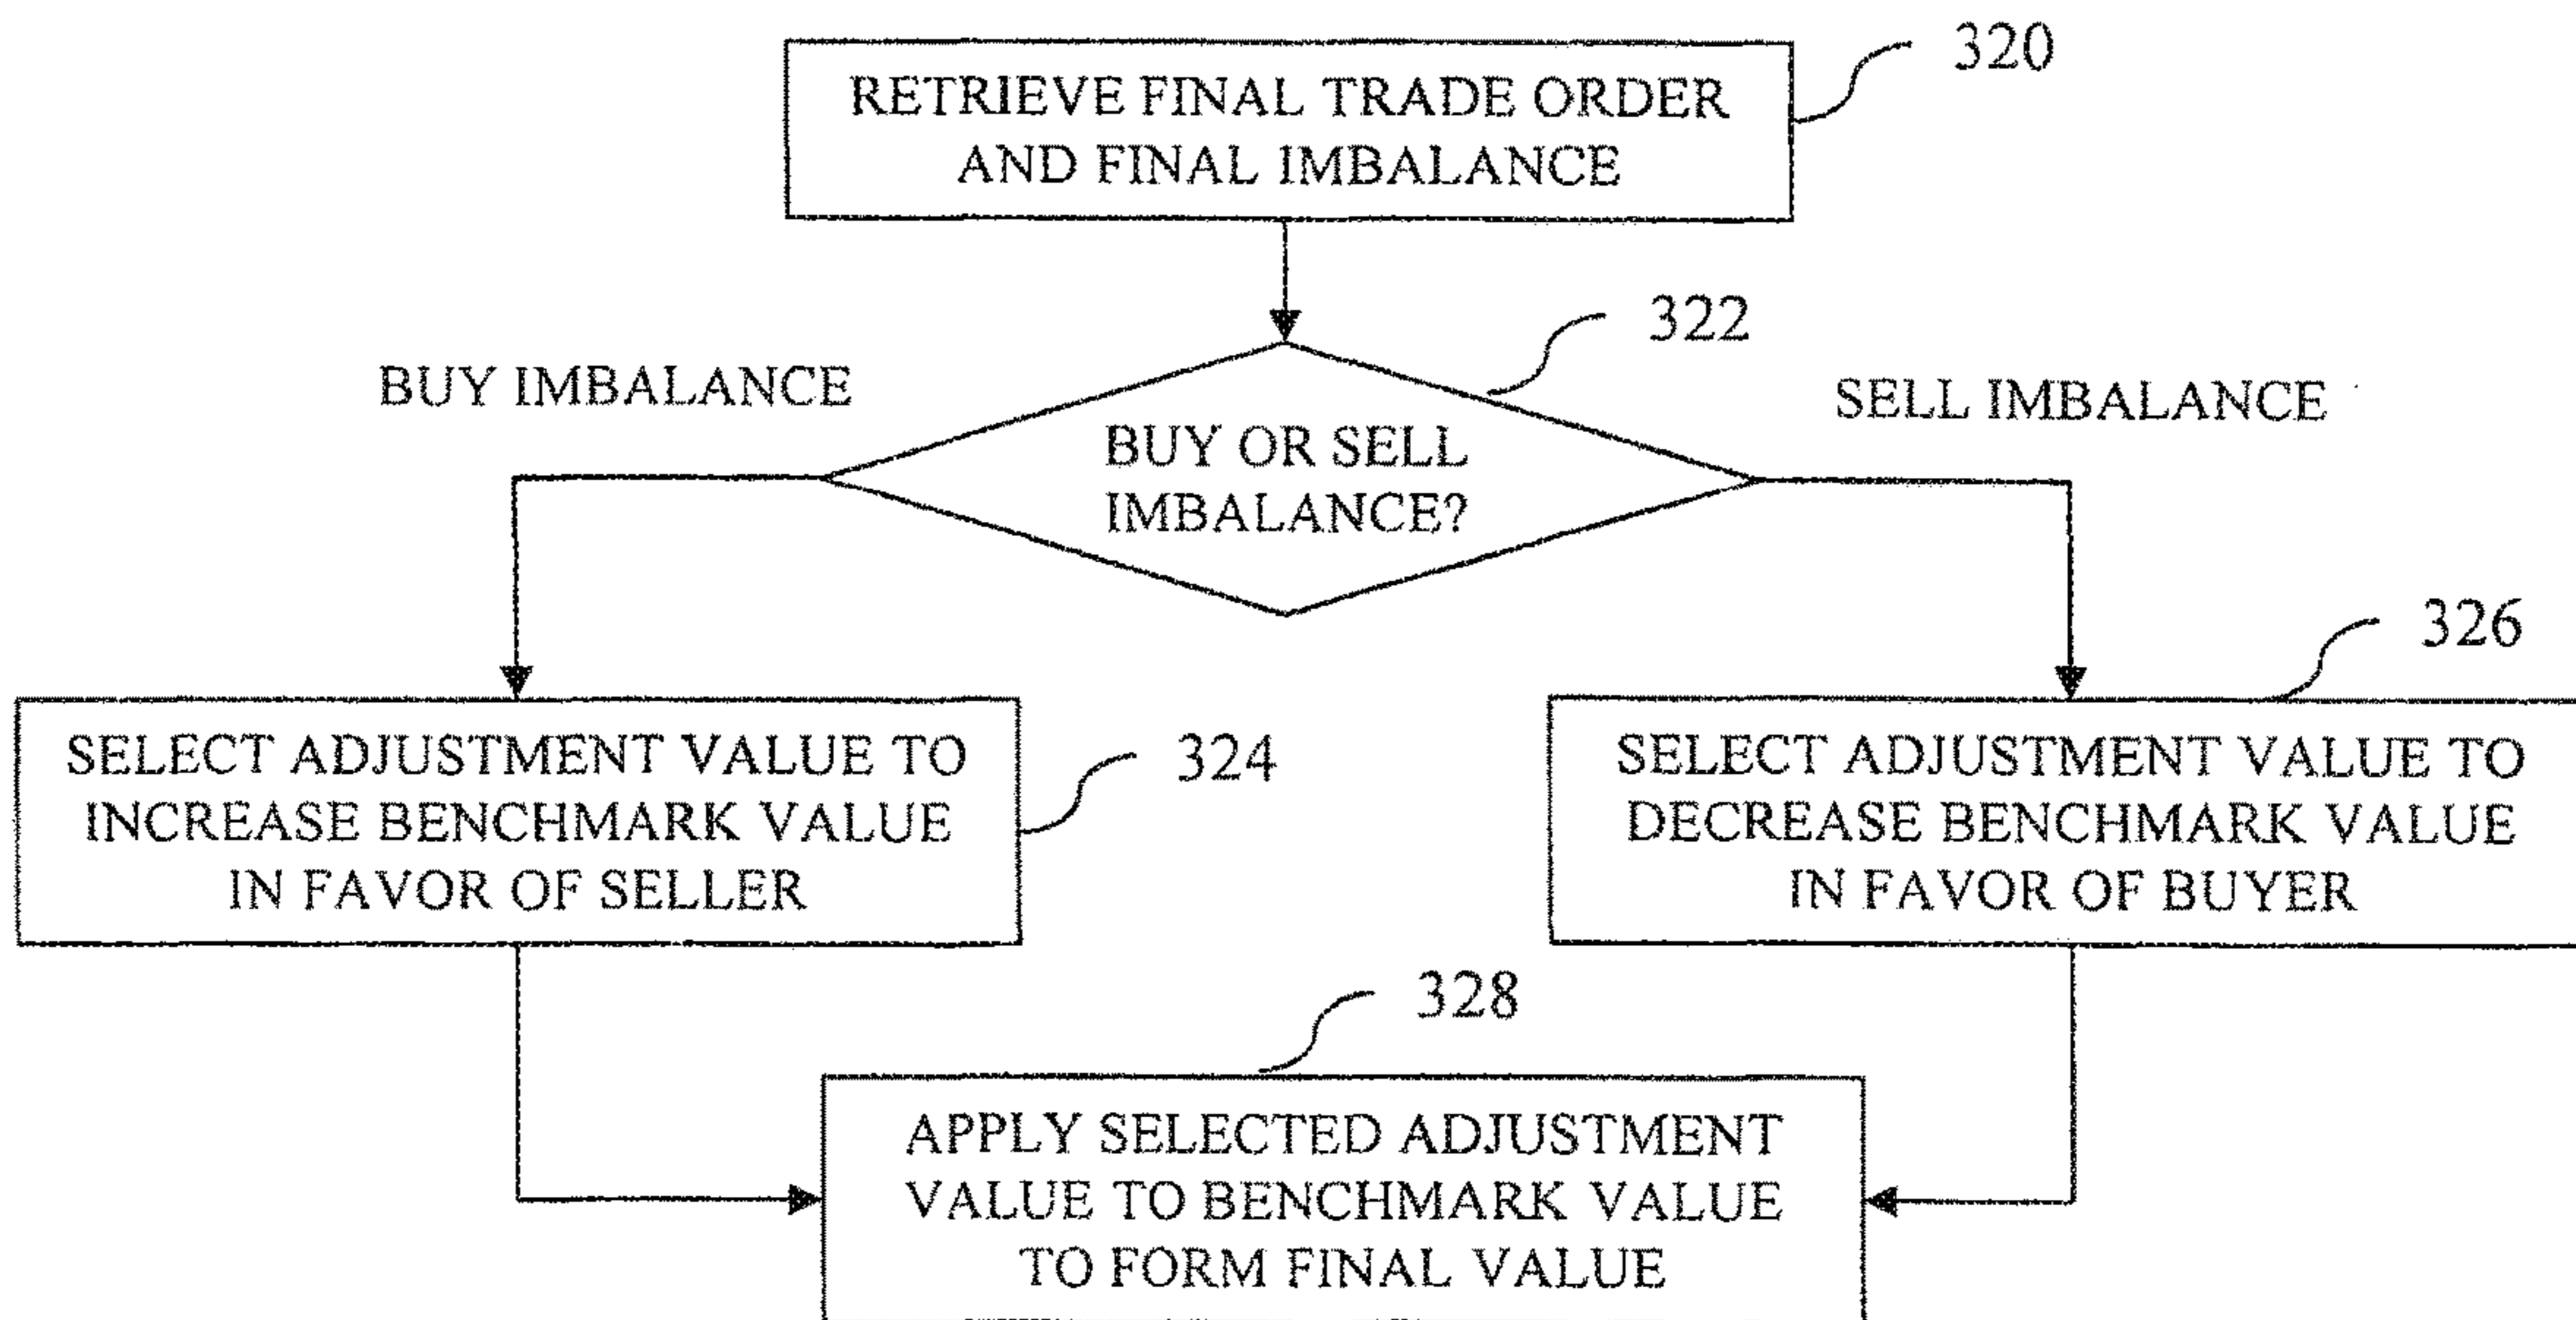 320
RETRIEVE FINAL TRADE ORDER
AND FINAL IMBALANCE
322
BUY IMBALANCE
SELL IMBALANCE
BUY OR SELL
IMBALANCE?
326
324
SELECT ADJUSTMENT VALUE TO
INCREASE BENCHMARK VALUE
IN FAVOR OF SELLER
SELECT ADJUSTMENT VALUE TO
DECREASE BENCHMARK VALUE
IN FAVOR OF BUYER
328
APPLY SELECTED ADJUSTMENT
VALUE TO BENCHMARK VALUE
TO FORM FINAL VALUE